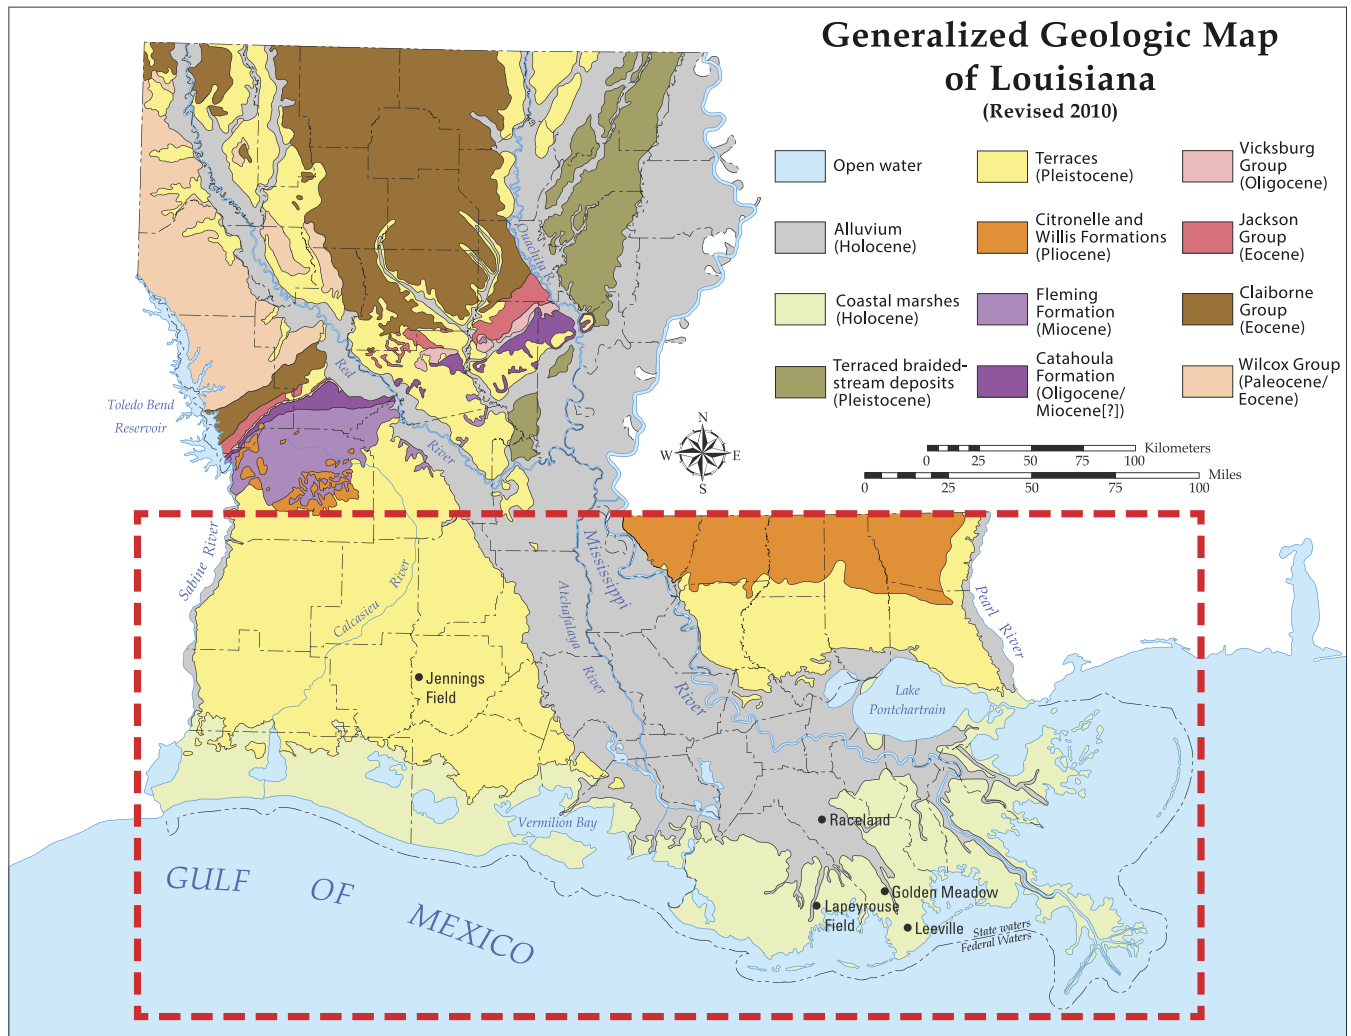 Generalized Geologic Map
of Louisiana
(Revised 2010)
Open water
Alluvium
(Holocene)
Coastal marshes
(Holocene)
Terraced braided-
stream deposits
(Pleistocene)
Terraces
(Pleistocene)
Citronelle and
Willis Formations
(Pliocene)
Fleming
Formation
(Miocene)
Catahoula
Formation
(Oligocene/
Miocene[?])
Vicksburg
Group
(Oligocene)
Jackson
Group
(Eocene)
Claiborne
Group
(Eocene)
Wilcox Group
(Paleocene/
Eocene)
N
W E
S
Kilometers
0 25 50 75 100
Miles
0 25 50 75 100
Ouachita R.
Toledo Bend
Reservoir
Red
River
Sabine River
Calcasieu
River
Mississippi
River
Atchafalaya
River
Pearl
River
Jennings
Field
Lake
Pontchartrain
Vermilion Bay
Raceland
Golden Meadow
Lapeyrouse
Field
Leeville
State waters
Federal Waters
GULF OF MEXICO